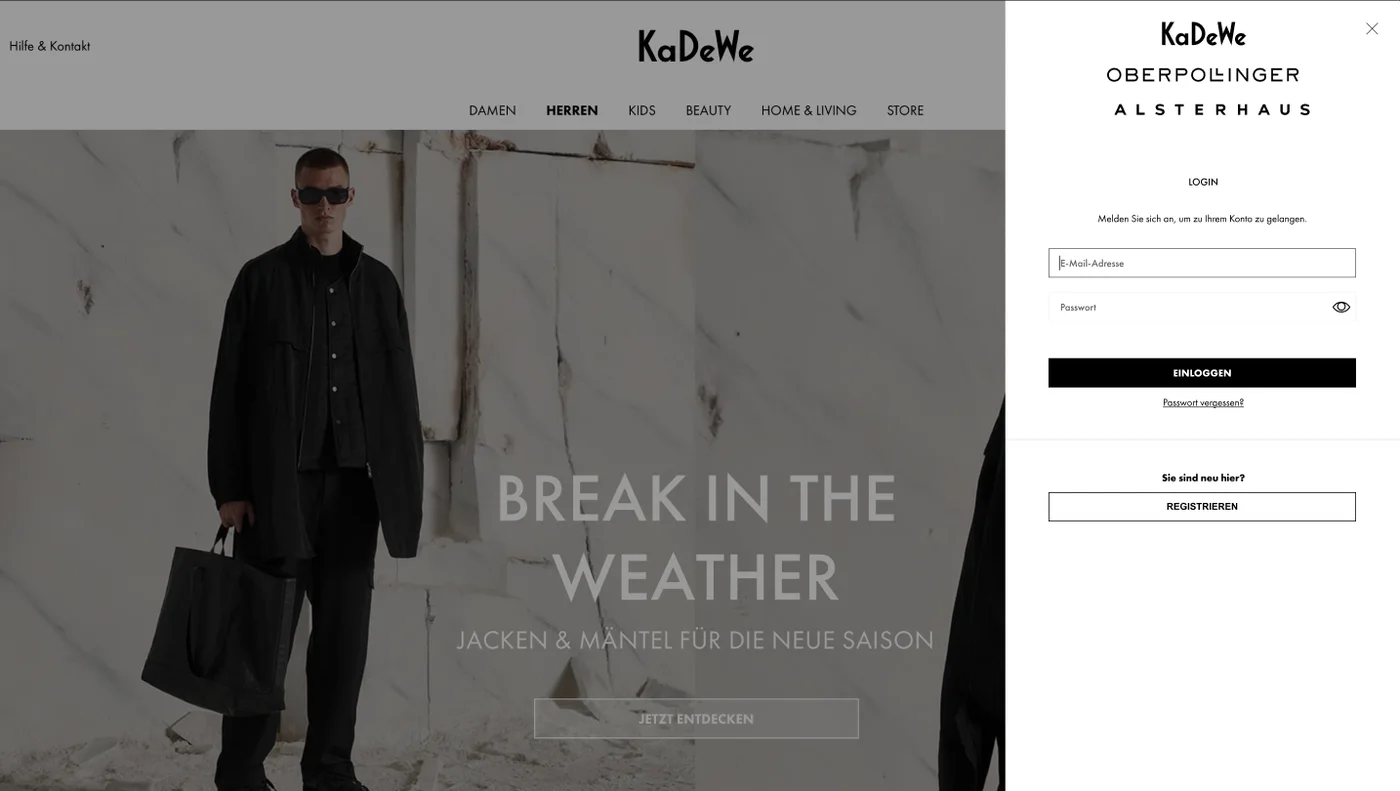 Hilfe & Kontakt
KaDeWe
DAMEN HERREN KIDS BEAUTY HOME & LIVING STORE
BREAK IN THE
WEATHER
JACKEN & MÄNTEL FÜR DIE NEUE SAISON
JETZT ENTDECKEN
KaDeWe
OBERPOLLINGER
ALSTERHAUS
LOGIN
Melden Sie sich an, um zu Ihrem Konto zu gelangen.
E-Mail-Adresse
Passwort
EINLOGGEN
Passwort vergessen?
Sie sind neu hier?
REGISTRIEREN